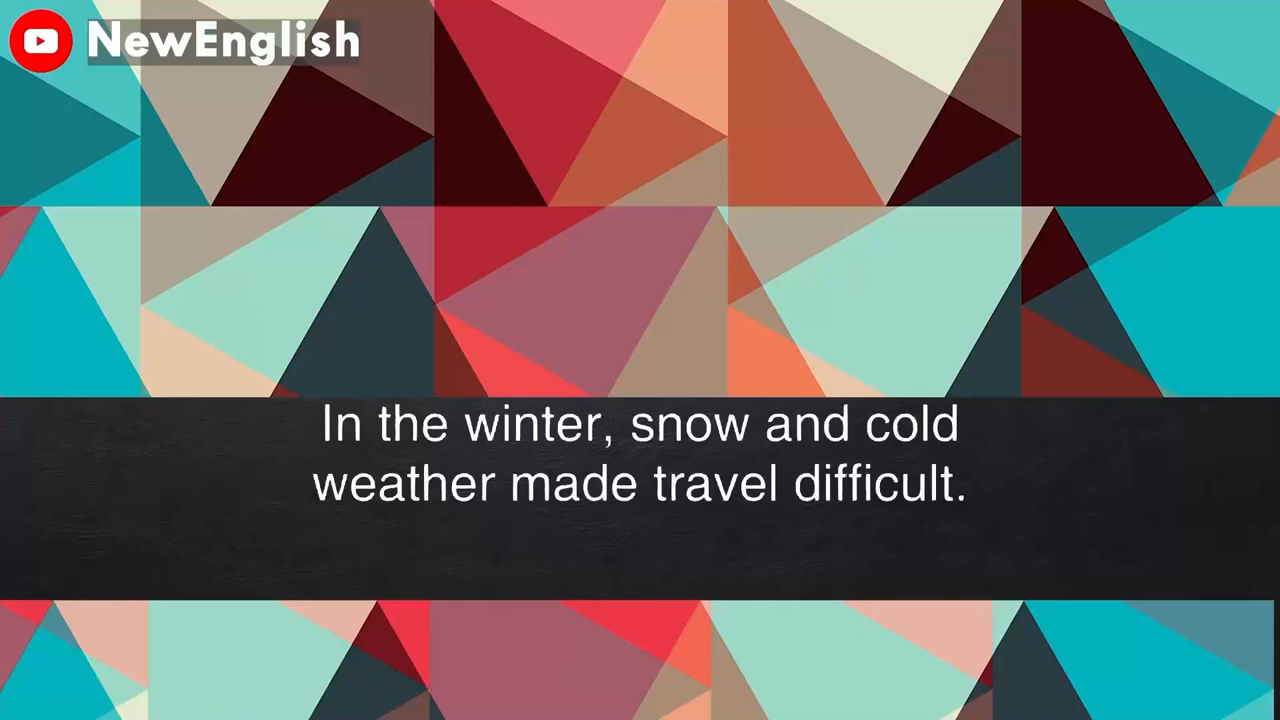 NewEnglish
In the winter, snow and cold
weather made travel difficult.